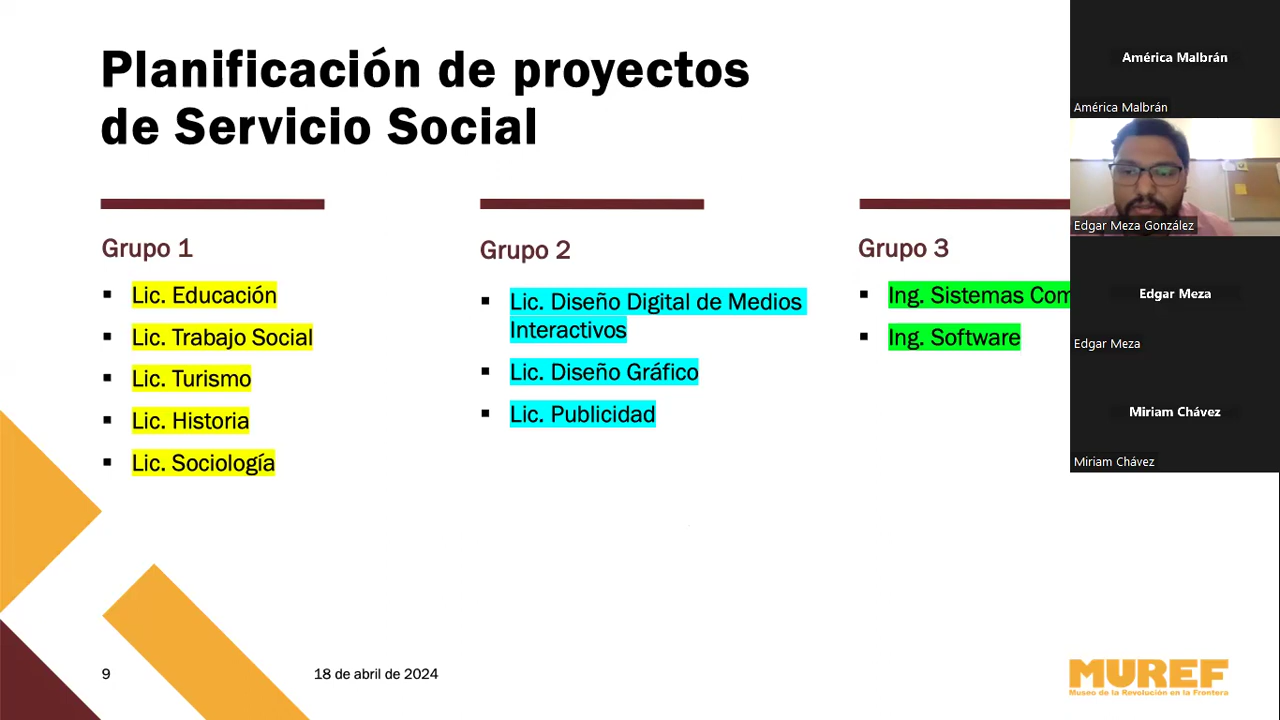 Planificación de proyectos
de Servicio Social
Grupo 1
▪ Lic. Educación
▪ Lic. Trabajo Social
▪ Lic. Turismo
▪ Lic. Historia
▪ Lic. Sociología
Grupo 2
▪ Lic. Diseño Digital de Medios
Interactivos
▪ Lic. Diseño Gráfico
▪ Lic. Publicidad
Grupo 3
▪ Ing. Sistemas Com
▪ Ing. Software
9
18 de abril de 2024
MUREF
Museo de la Revolución en la Frontera
América Malbrán
América Malbrán
Edgar Meza González
Edgar Meza
Edgar Meza
Miriam Chávez
Miriam Chávez